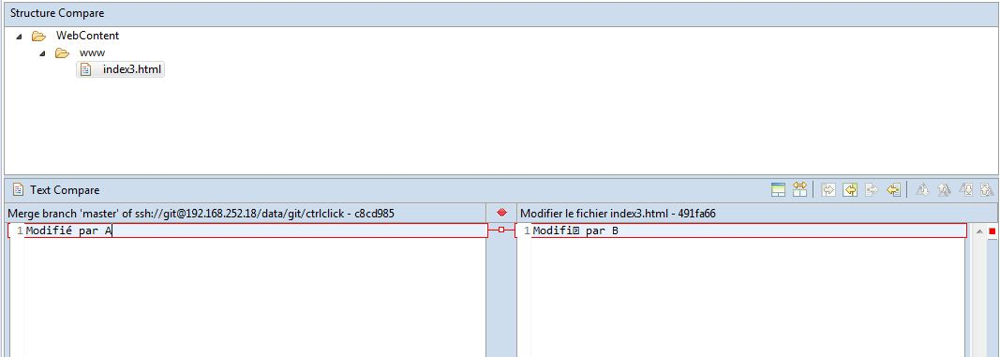 Structure Compare
WebContent
www
index3.html
Text Compare
Merge branch 'master' of ssh://git@192.168.252.18/data/git/ctrlclick - c8cd985
Modifier le fichier index3.html - 491fa66
1 Modifié par A
1 Modifi� par B